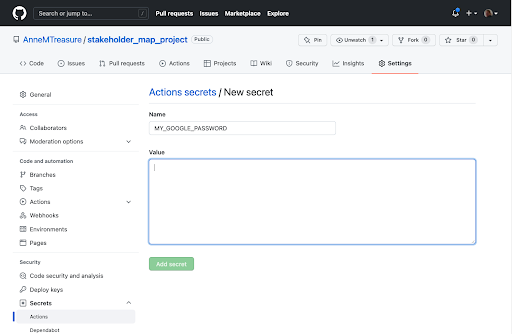 Search or jump to... / Pull requests Issues Marketplace Explore
AnneMTreasure / stakeholder_map_project Public Pin Unwatch 1 Fork 0 Star 0
Code Issues Pull requests Actions Projects Wiki Security Insights Settings
General
Access
Collaborators
Moderation options
Code and automation
Branches
Tags
Actions
Webhooks
Environments
Pages
Security
Code security and analysis
Deploy keys
Secrets
Actions
Dependabot
Actions secrets / New secret
Name
MY_GOOGLE_PASSWORD
Value
Add secret